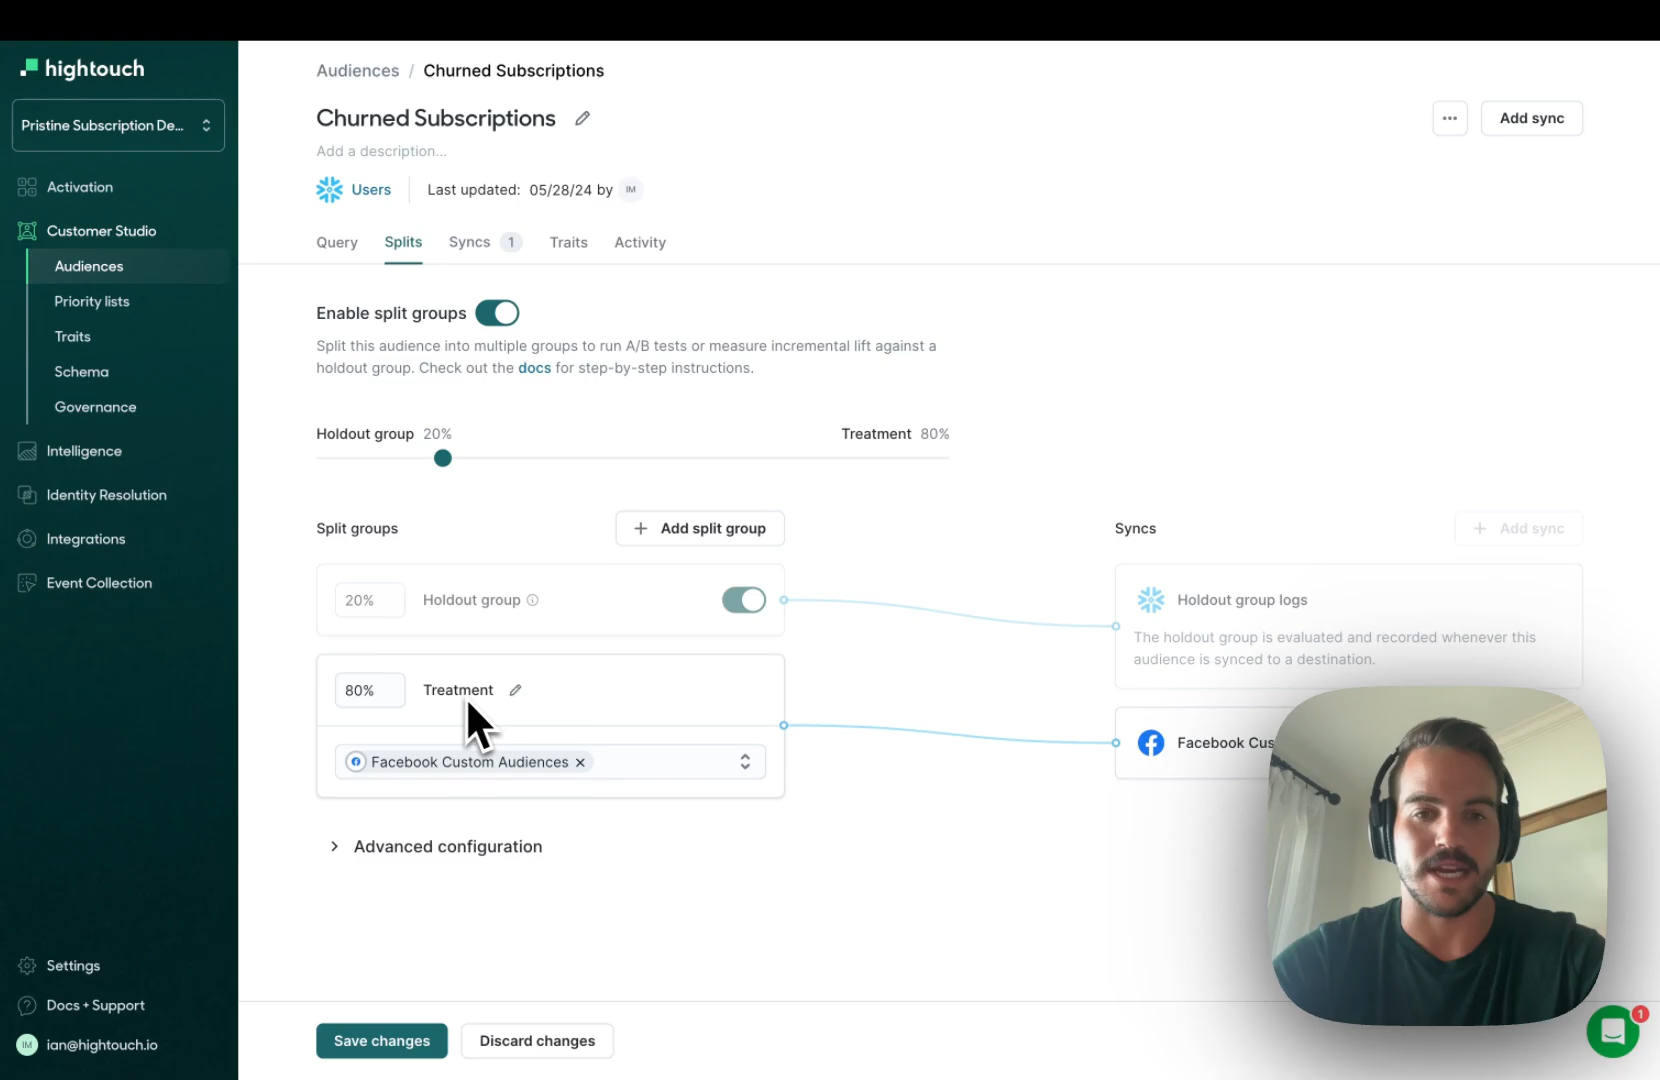 hightouch
Pristine Subscription De...
Activation
Customer Studio
Audiences
Priority lists
Traits
Schema
Governance
Intelligence
Identity Resolution
Integrations
Event Collection
Settings
Docs + Support
IM ian@hightouch.io
Audiences / Churned Subscriptions
Churned Subscriptions
Add sync
Add a description...
Users Last updated: 05/28/24 by IM
Query Splits Syncs 1 Traits Activity
Enable split groups
Split this audience into multiple groups to run A/B tests or measure incremental lift against a
holdout group. Check out the docs for step-by-step instructions.
Holdout group 20% Treatment 80%
Split groups + Add split group
20% Holdout group
80% Treatment
Facebook Custom Audiences ×
Syncs + Add sync
Holdout group logs
The holdout group is evaluated and recorded whenever this
audience is synced to a destination.
Facebook Cus
Advanced configuration
Save changes Discard changes
1